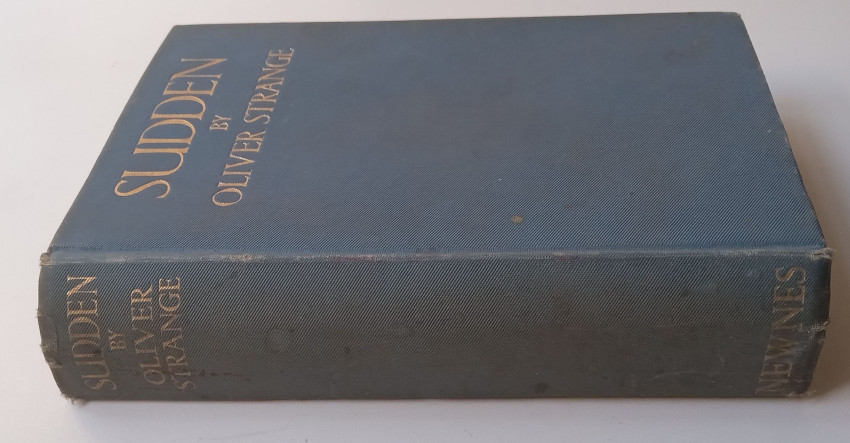 SUDDEN
BY
OLIVER STRANGE
SUDDEN
BY
OLIVER
STRANGE
NEWNES